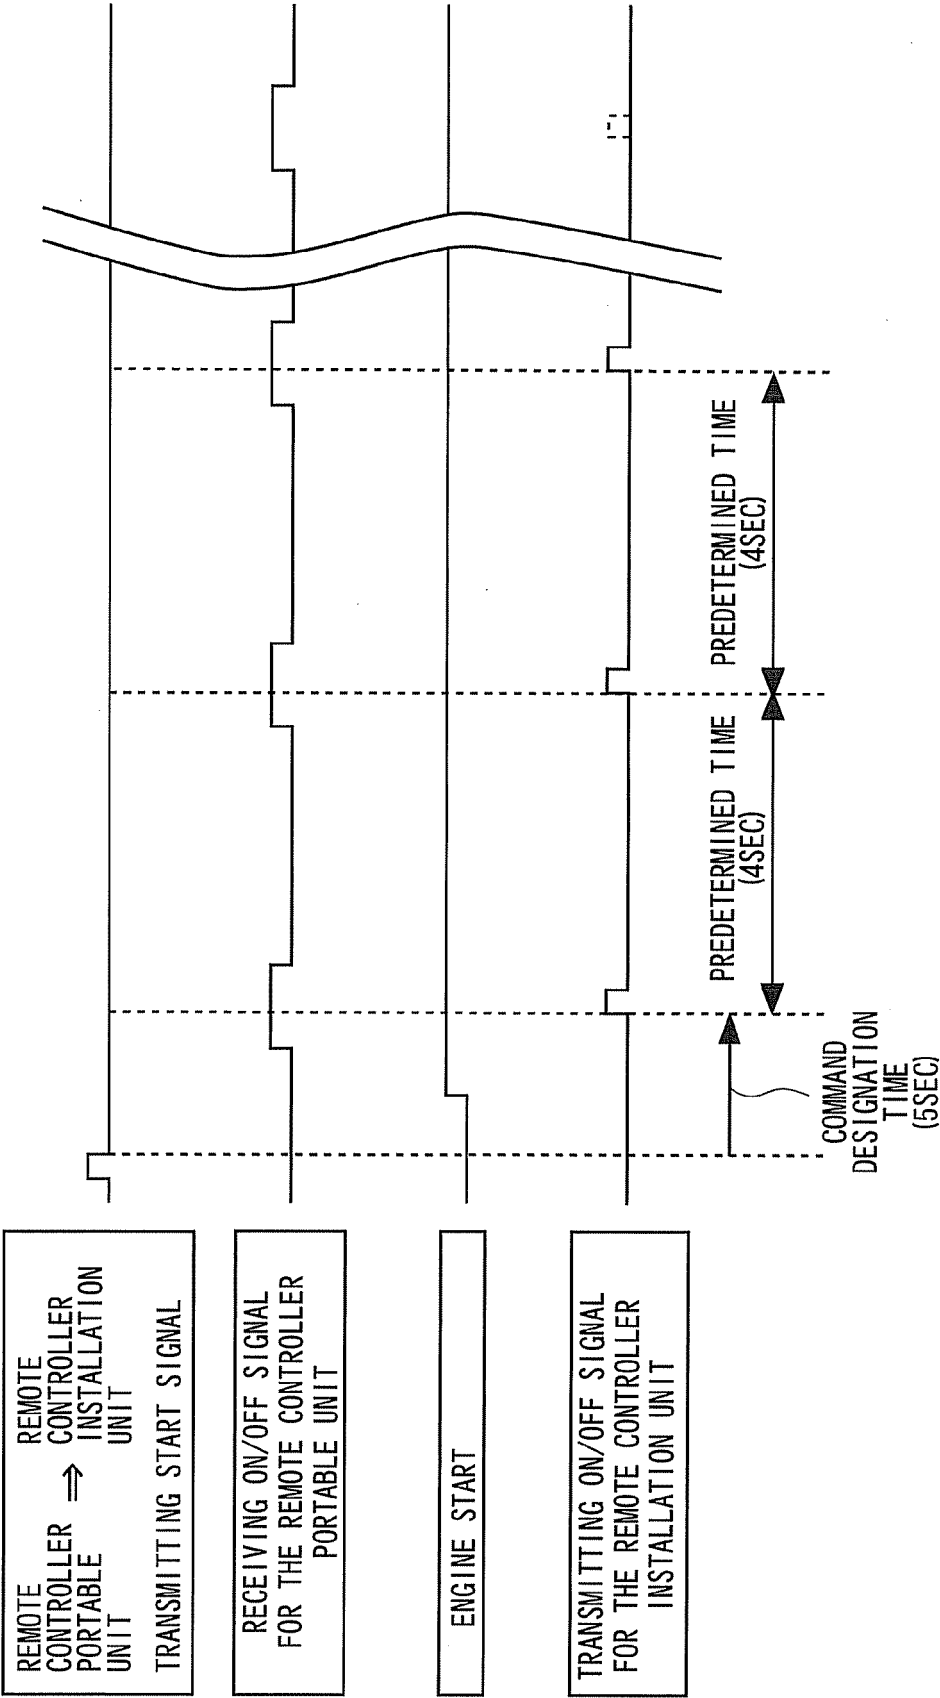 REMOTE
CONTROLLER
PORTABLE
UNIT
⇒
REMOTE
CONTROLLER
INSTALLATION
UNIT
TRANSMITTING START SIGNAL
RECEIVING ON/OFF SIGNAL
FOR THE REMOTE CONTROLLER
PORTABLE UNIT
ENGINE START
TRANSMITTING ON/OFF SIGNAL
FOR THE REMOTE CONTROLLER
INSTALLATION UNIT
COMMAND
DESIGNATION
TIME
(5SEC)
PREDETERMINED TIME
(4SEC)
PREDETERMINED TIME
(4SEC)